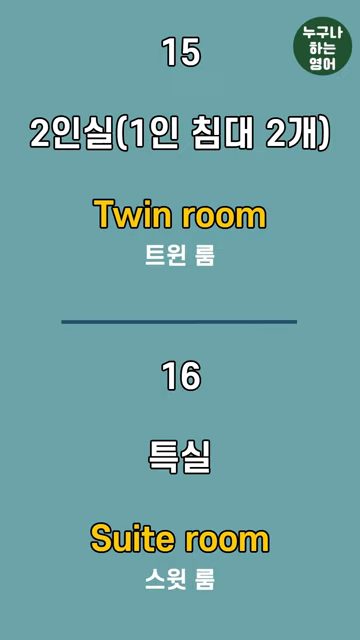 누구나
하는
영어
15
2인실(1인 침대 2개)
Twin room
트윈 룸
16
특실
Suite room
스윗 룸